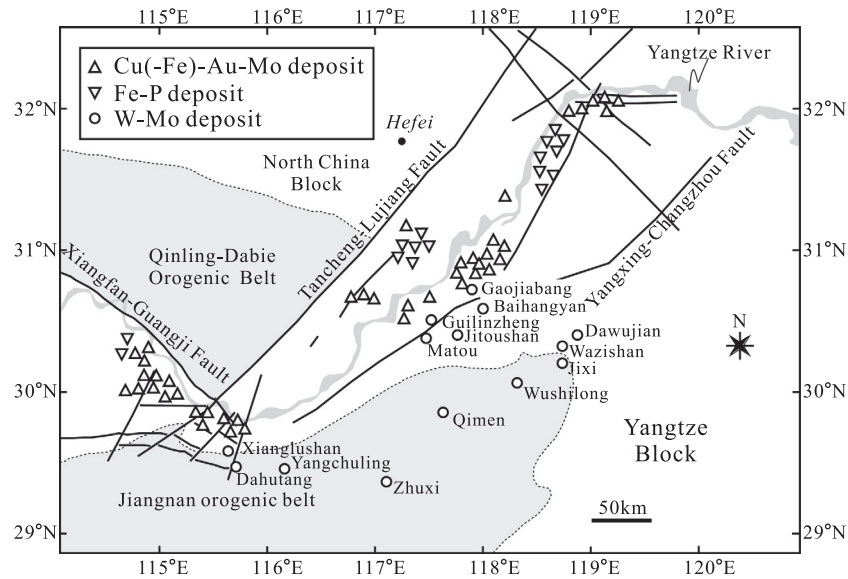 115°E 116°E 117°E 118°E 119°E 120°E
Cu(-Fe)-Au-Mo deposit
Fe-P deposit
W-Mo deposit
Yangtze River
32°N
32°N
Hefei
North China
Block
Tancheng-Lujiang Fault
Yangxing-Changzhou Fault
31°N
31°N
Qinling-Dabie
Orogenic Belt
Xiangfan-Guangji Fault
Gaojiabang
Baihangyan
Guilinzheng
Jitoushan
Matou
Dawujian
Wazishan
Jixi
N
30°N
30°N
Wushilong
Qimen
Yangtze
Block
Xianglushan
Yangchuling
Dahutang
Zhuxi
Jiangnan orogenic belt
50km
29°N
29°N
115°E 116°E 117°E 118°E 119°E 120°E